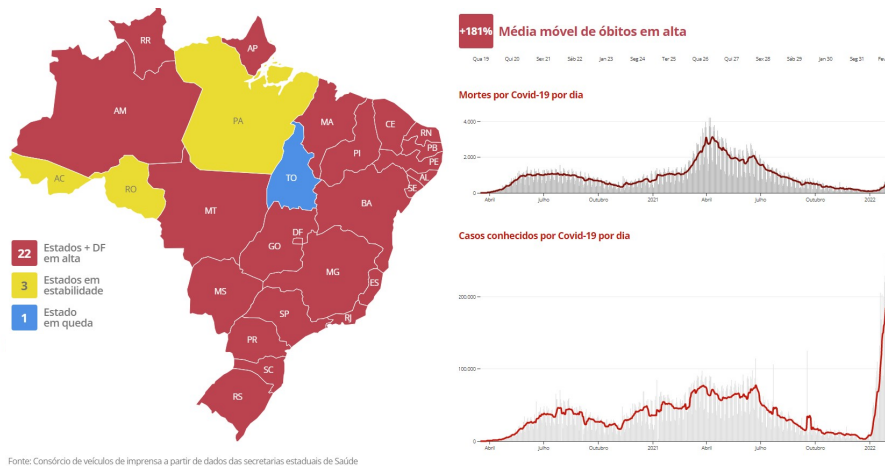 +181%
Média móvel de óbitos em alta
Qua 19 Qui 20 Sex 21 Sáb 22 Jan 23 Seg 24 Ter 25 Qua 26 Qui 27 Sex 28 Sáb 29 Jan 30 Seg 31 Fev
Mortes por Covid-19 por dia
4.000
2.000
0
Abril Julho Outubro 2021 Abril Julho Outubro 2022
Casos conhecidos por Covid-19 por dia
200.000
100.000
0
Abril Julho Outubro 2021 Abril Julho Outubro 2022
RR
AP
AM
PA
MA
CE
RN
PB
PE
AL
SE
PI
AC
RO
TO
BA
MT
DF
GO
MG
ES
MS
SP
RJ
PR
SC
RS
22
Estados + DF
em alta
3
Estados em
estabilidade
1
Estado
em queda
Fonte: Consórcio de veículos de imprensa a partir de dados das secretarias estaduais de Saúde